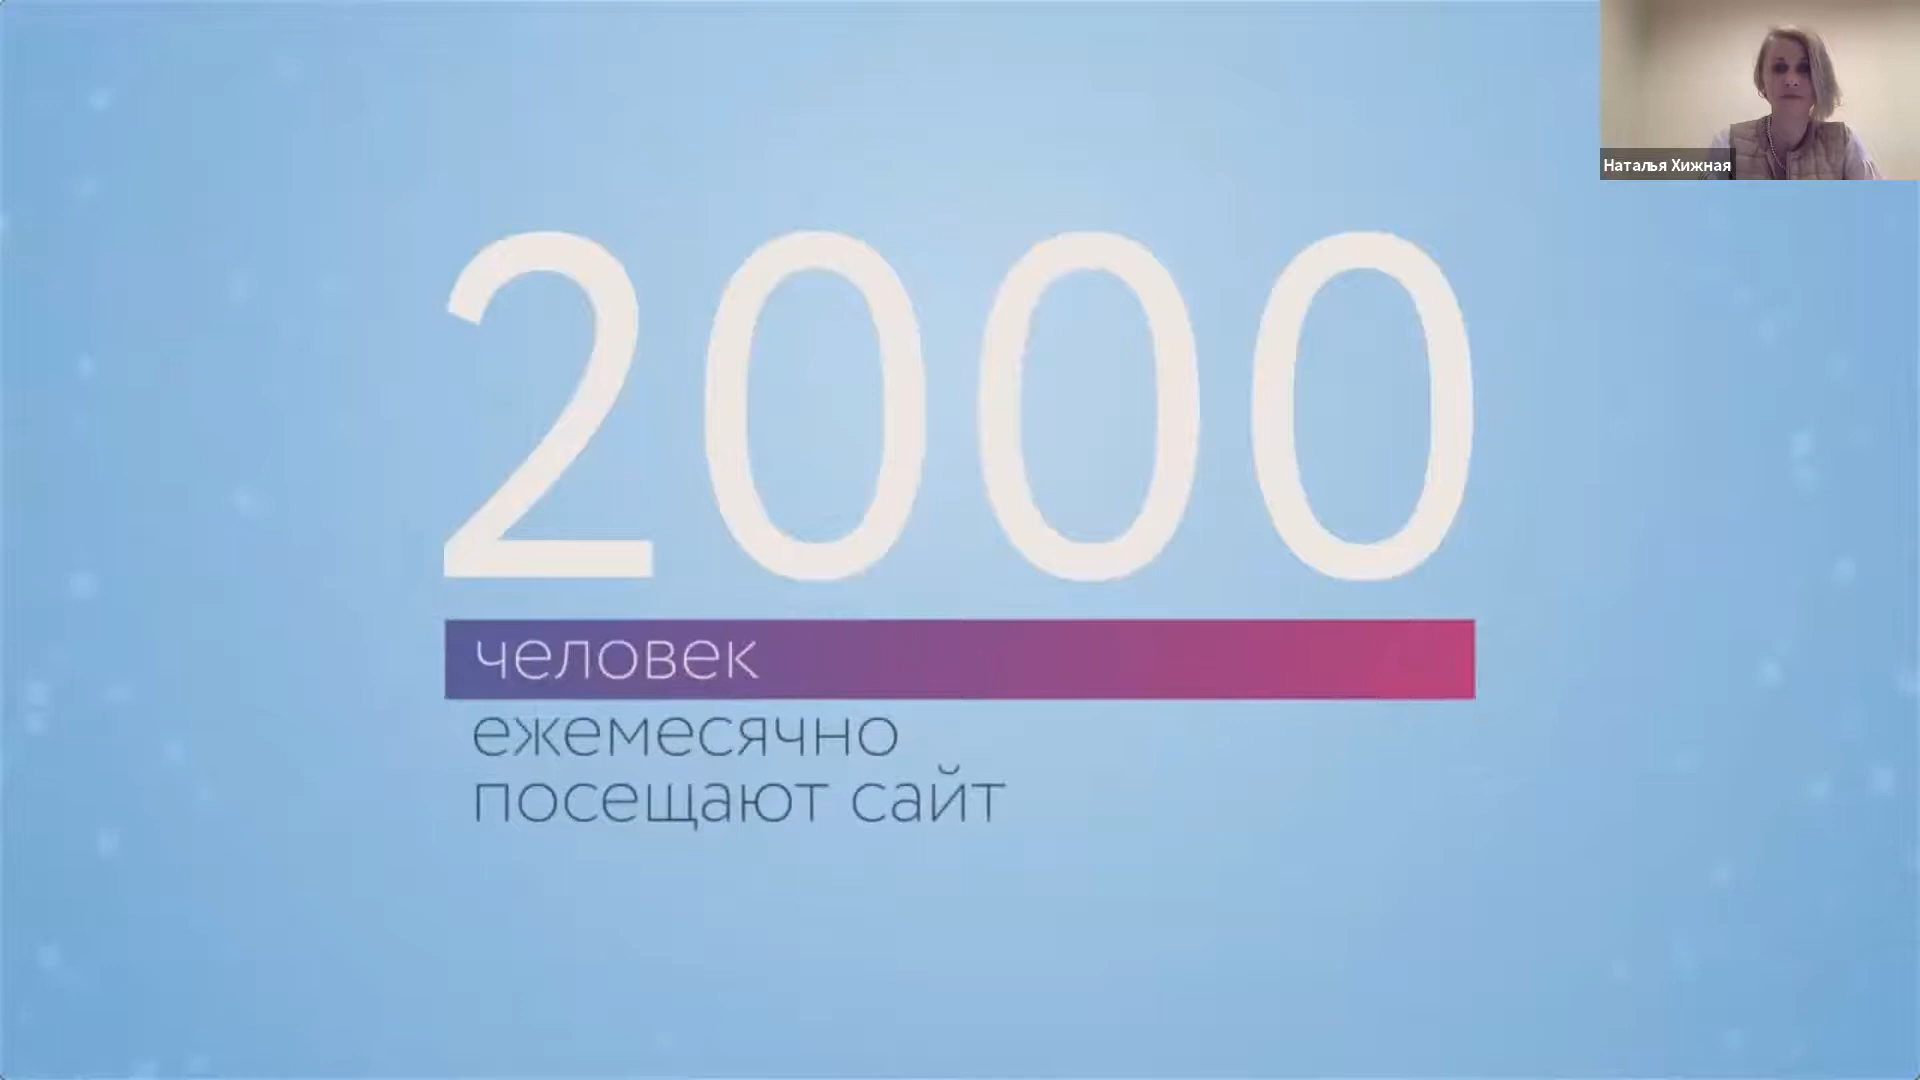 Наталья Хижная
2000
человек
ежемесячно
посещают сайт